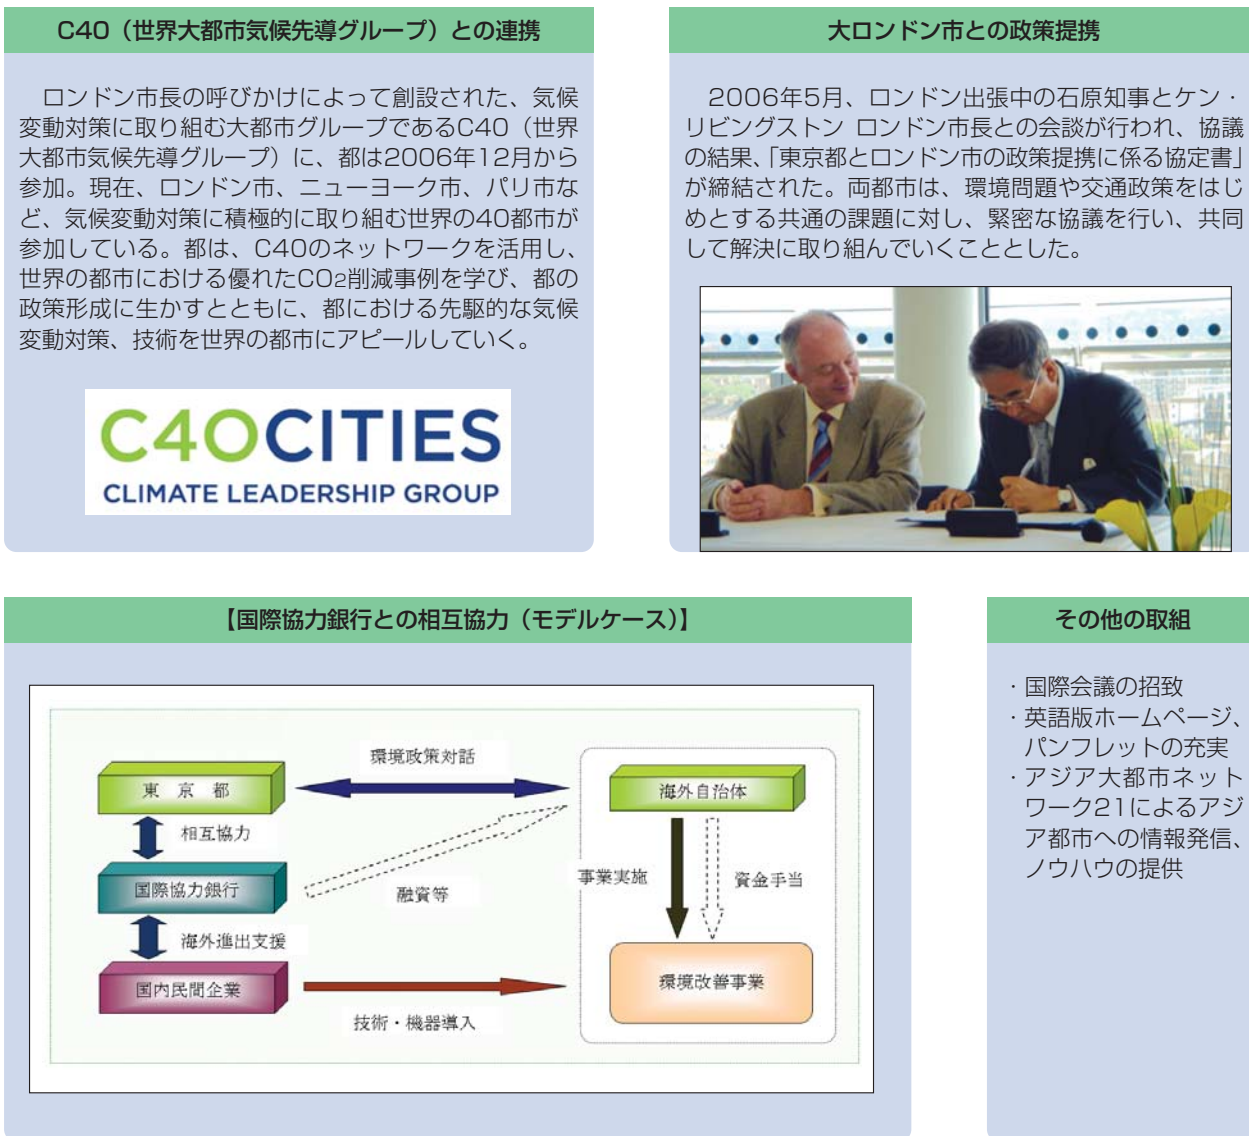 C40（世界大都市気候先導グループ）との連携
　ロンドン市長の呼びかけによって創設された、気候
変動対策に取り組む大都市グループであるC40（世界
大都市気候先導グループ）に、都は2006年12月から
参加。現在、ロンドン市、ニューヨーク市、パリ市な
ど、気候変動対策に積極的に取り組む世界の40都市が
参加している。都は、C40のネットワークを活用し、
世界の都市における優れたCO2削減事例を学び、都の
政策形成に生かすとともに、都における先駆的な気候
変動対策、技術を世界の都市にアピールしていく。
C40CITIES
CLIMATE LEADERSHIP GROUP
大ロンドン市との政策提携
　2006年5月、ロンドン出張中の石原知事とケン・
リビングストン ロンドン市長との会談が行われ、協議
の結果、「東京都とロンドン市の政策提携に係る協定書」
が締結された。両都市は、環境問題や交通政策をはじ
めとする共通の課題に対し、緊密な協議を行い、共同
して解決に取り組んでいくこととした。
【国際協力銀行との相互協力（モデルケース）】
環境政策対話
東京都
海外自治体
相互協力
国際協力銀行
融資等
事業実施
資金手当
海外進出支援
国内民間企業
環境改善事業
技術・機器導入
その他の取組
・国際会議の招致
・英語版ホームページ、
パンフレットの充実
・アジア大都市ネット
ワーク21によるアジ
ア都市への情報発信、
ノウハウの提供